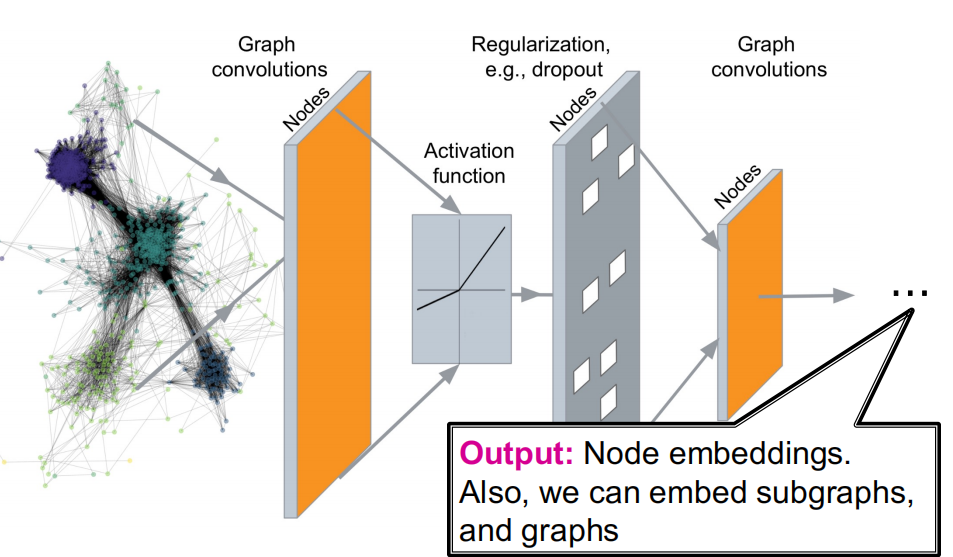 Graph
convolutions
Regularization,
e.g., dropout
Graph
convolutions
Nodes
Nodes
Activation
function
Nodes
...
Output: Node embeddings.
Also, we can embed subgraphs,
and graphs